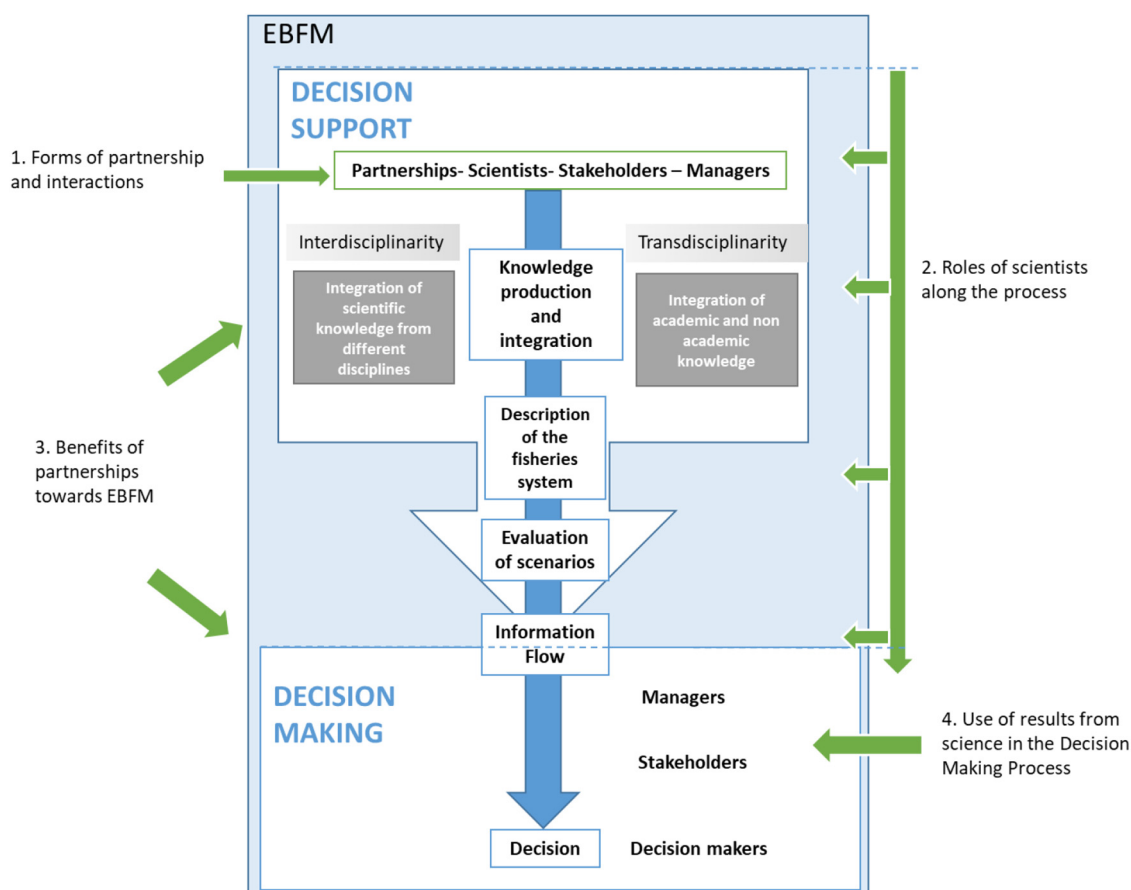 EBFM
DECISION
SUPPORT
1. Forms of partnership
and interactions
Partnerships- Scientists- Stakeholders – Managers
Interdisciplinarity
Integration of
scientific
knowledge from
different
disciplines
Knowledge
production
and
integration
Transdisciplinarity
Integration of
academic and non
academic
knowledge
2. Roles of scientists
along the process
3. Benefits of
partnerships
towards EBFM
Description
of the
fisheries
system
Evaluation
of scenarios
Information
Flow
DECISION
MAKING
Managers
Stakeholders
4. Use of results from
science in the Decision
Making Process
Decision
Decision makers